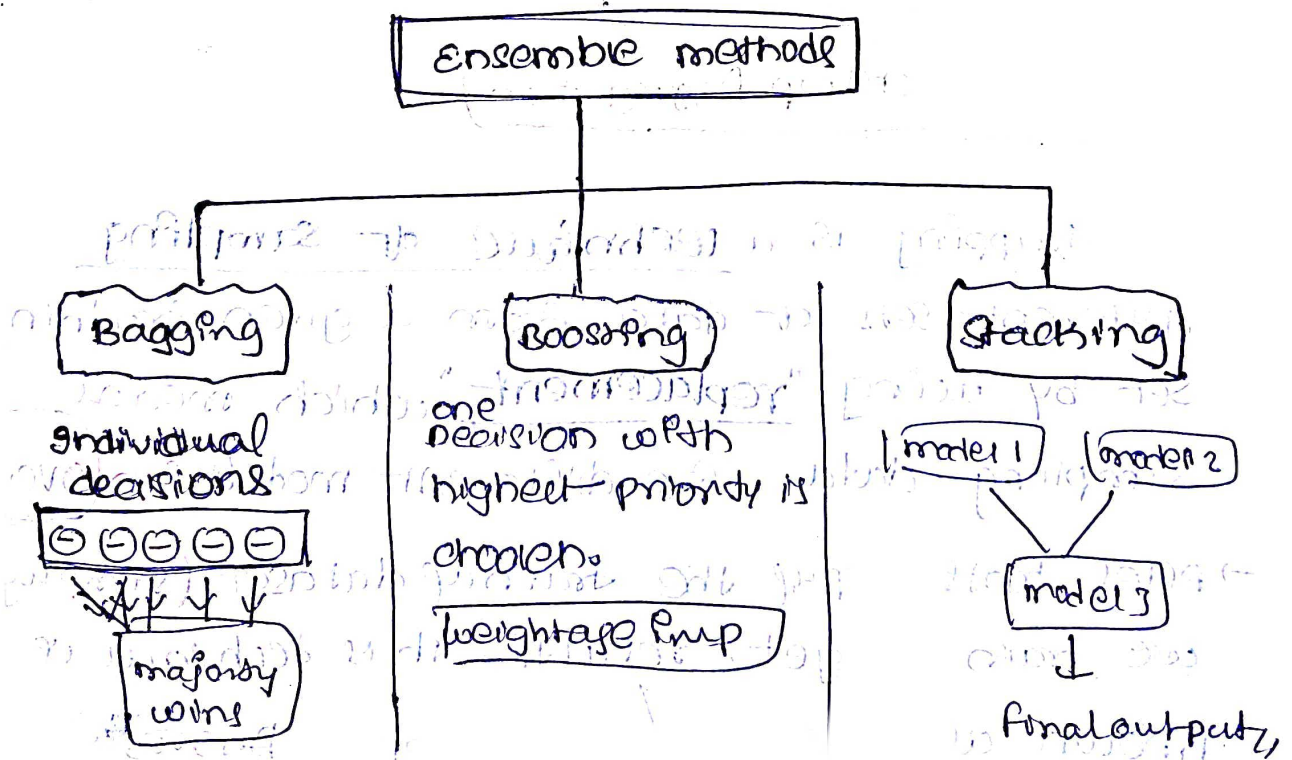 Ensemble methods
Bagging
Individual
decisions
majority
wins
Boosting
one
Decision with
highest priority is
chosen.
weightage imp
Stacking
model 1
model 2
model 3
final output